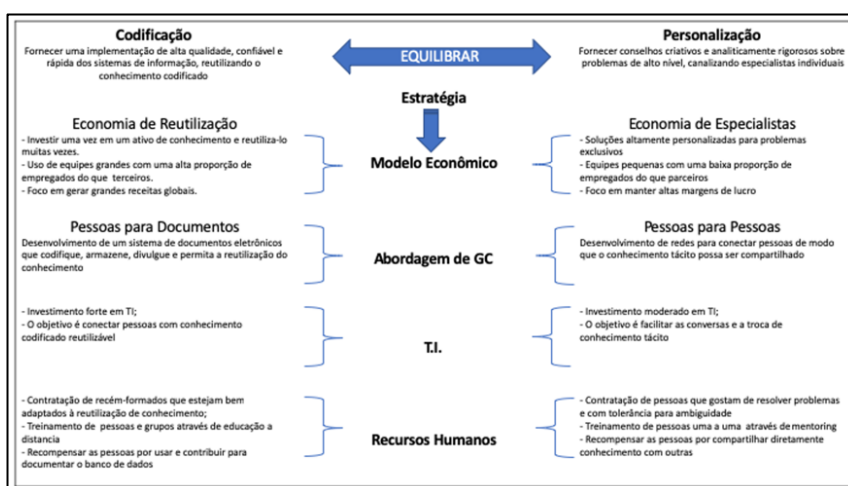 Codificação
Fornecer uma implementação de alta qualidade, confiável e
rápida dos sistemas de informação, reutilizando o
conhecimento codificado
EQUILIBRAR
Personalização
Fornecer conselhos criativos e analiticamente rigorosos sobre
problemas de alto nível, canalizando especialistas individuais
Estratégia
Economia de Reutilização
- Investir uma vez em um ativo de conhecimento e reutiliza-lo
muitas vezes.
- Uso de equipes grandes com uma alta proporção de
empregados do que terceiros.
- Foco em gerar grandes receitas globais.
Modelo Econômico
Economia de Especialistas
- Soluções altamente personalizadas para problemas
exclusivos
- Equipes pequenas com uma baixa proporção de
empregados do que parceiros
- Foco em manter altas margens de lucro
Pessoas para Documentos
Desenvolvimento de um sistema de documentos eletrônicos
que codifique, armazene, divulgue e permita a reutilização do
conhecimento
Abordagem de GC
Pessoas para Pessoas
Desenvolvimento de redes para conectar pessoas de modo
que o conhecimento tácito possa ser compartilhado
- Investimento forte em TI;
- O objetivo é conectar pessoas com conhecimento
codificado reutilizável
T.I.
- Investimento moderado em TI;
- O objetivo é facilitar as conversas e a troca de
conhecimento tácito
- Contratação de recém-formados que estejam bem
adaptados à reutilização de conhecimento;
- Treinamento de pessoas e grupos através de educação a
distancia
- Recompensar as pessoas por usar e contribuir para
documentar o banco de dados
Recursos Humanos
- Contratação de pessoas que gostam de resolver problemas
e com tolerância para ambiguidade
- Treinamento de pessoas uma a uma através de mentoring
- Recompensar as pessoas por compartilhar diretamente
conhecimento com outras